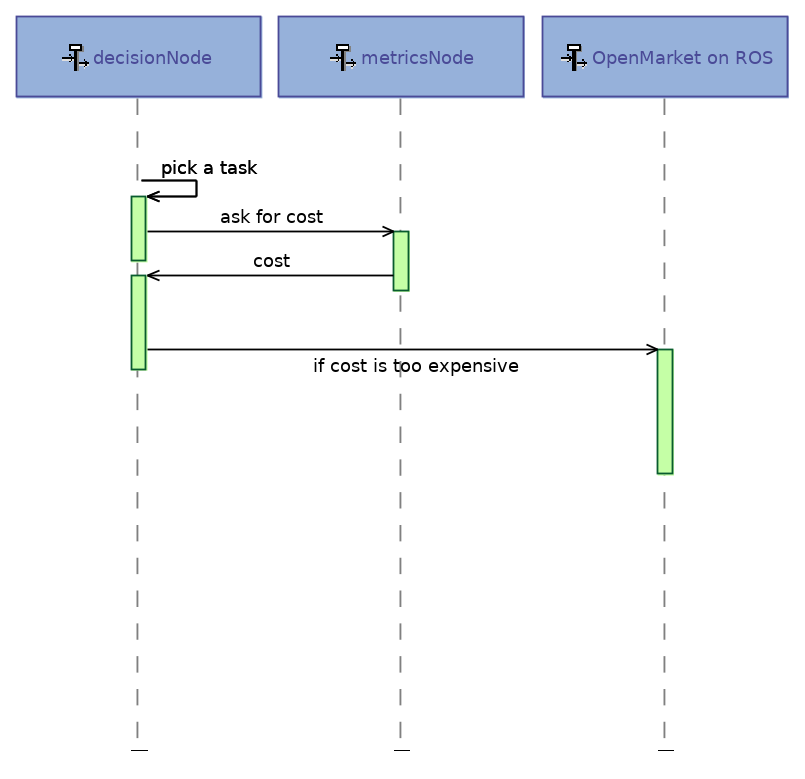 decisionNode
metricsNode
OpenMarket on ROS
pick a task
ask for cost
cost
if cost is too expensive